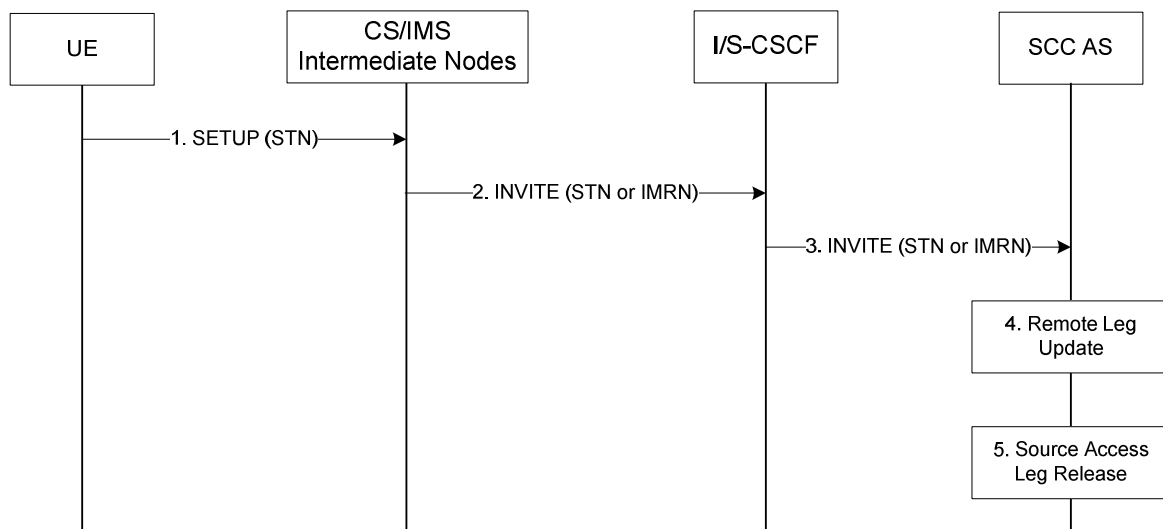 UE
CS/IMS
Intermediate Nodes
I/S-CSCF
SCC AS
1. SETUP (STN)
2. INVITE (STN or IMRN)
3. INVITE (STN or IMRN)
4. Remote Leg
Update
5. Source Access
Leg Release